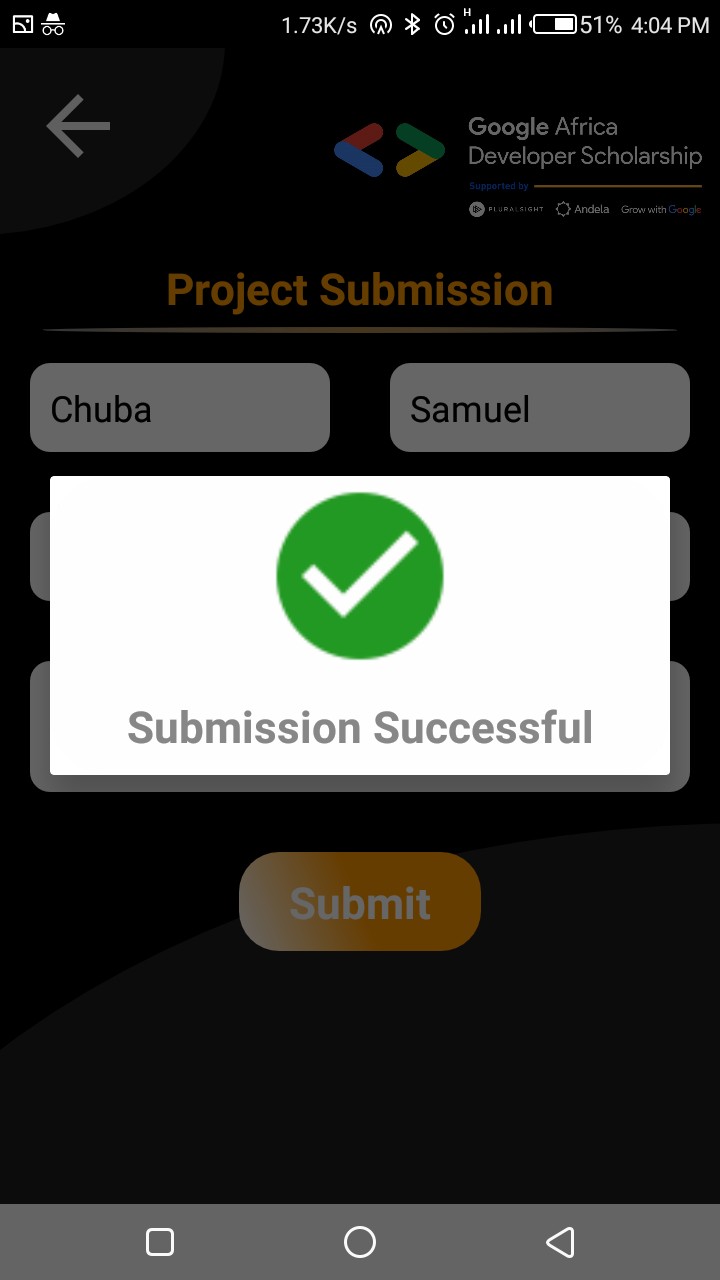 1.73K/s H 51% 4:04 PM
Google Africa
Developer Scholarship
Supported by
PLURALSIGHT Andela Grow with Google
Project Submission
Chuba Samuel
Submission Successful
Submit